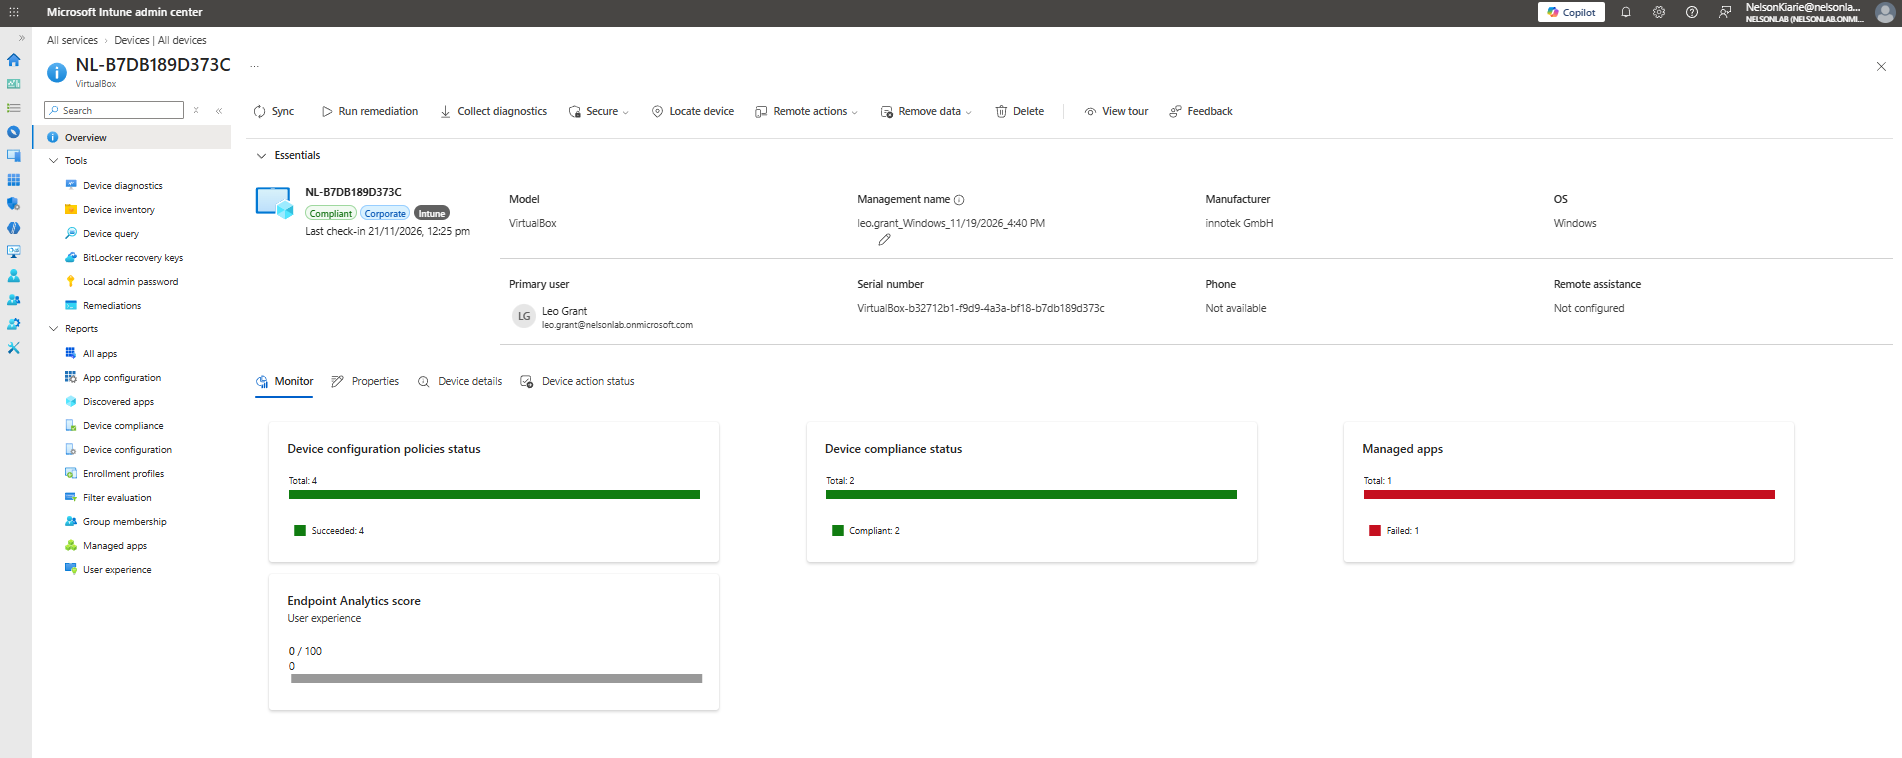 Microsoft Intune admin center
Copilot
NelsonKiarie@nelsonla...
NELSONLAB (NELSONLAB.ONMI...
All services > Devices | All devices
NL-B7DB189D373C
...
VirtualBox
Search
Sync
Run remediation
Collect diagnostics
Secure
Locate device
Remote actions
Remove data
Delete
View tour
Feedback
Overview
Tools
Device diagnostics
Device inventory
Device query
BitLocker recovery keys
Local admin password
Remediations
Reports
All apps
App configuration
Discovered apps
Device compliance
Device configuration
Enrollment profiles
Filter evaluation
Group membership
Managed apps
User experience
Essentials
NL-B7DB189D373C
Compliant Corporate Intune
Last check-in 21/11/2026, 12:25 pm
Model
VirtualBox
Management name
leo.grant_Windows_11/19/2026_4:40 PM
Manufacturer
innotek GmbH
OS
Windows
Primary user
LG
Leo Grant
leo.grant@nelsonlab.onmicrosoft.com
Serial number
VirtualBox-b32712b1-f9d9-4a3a-bf18-b7db189d373c
Phone
Not available
Remote assistance
Not configured
Monitor
Properties
Device details
Device action status
Device configuration policies status
Total: 4
Succeeded: 4
Device compliance status
Total: 2
Compliant: 2
Managed apps
Total: 1
Failed: 1
Endpoint Analytics score
User experience
0 / 100
0